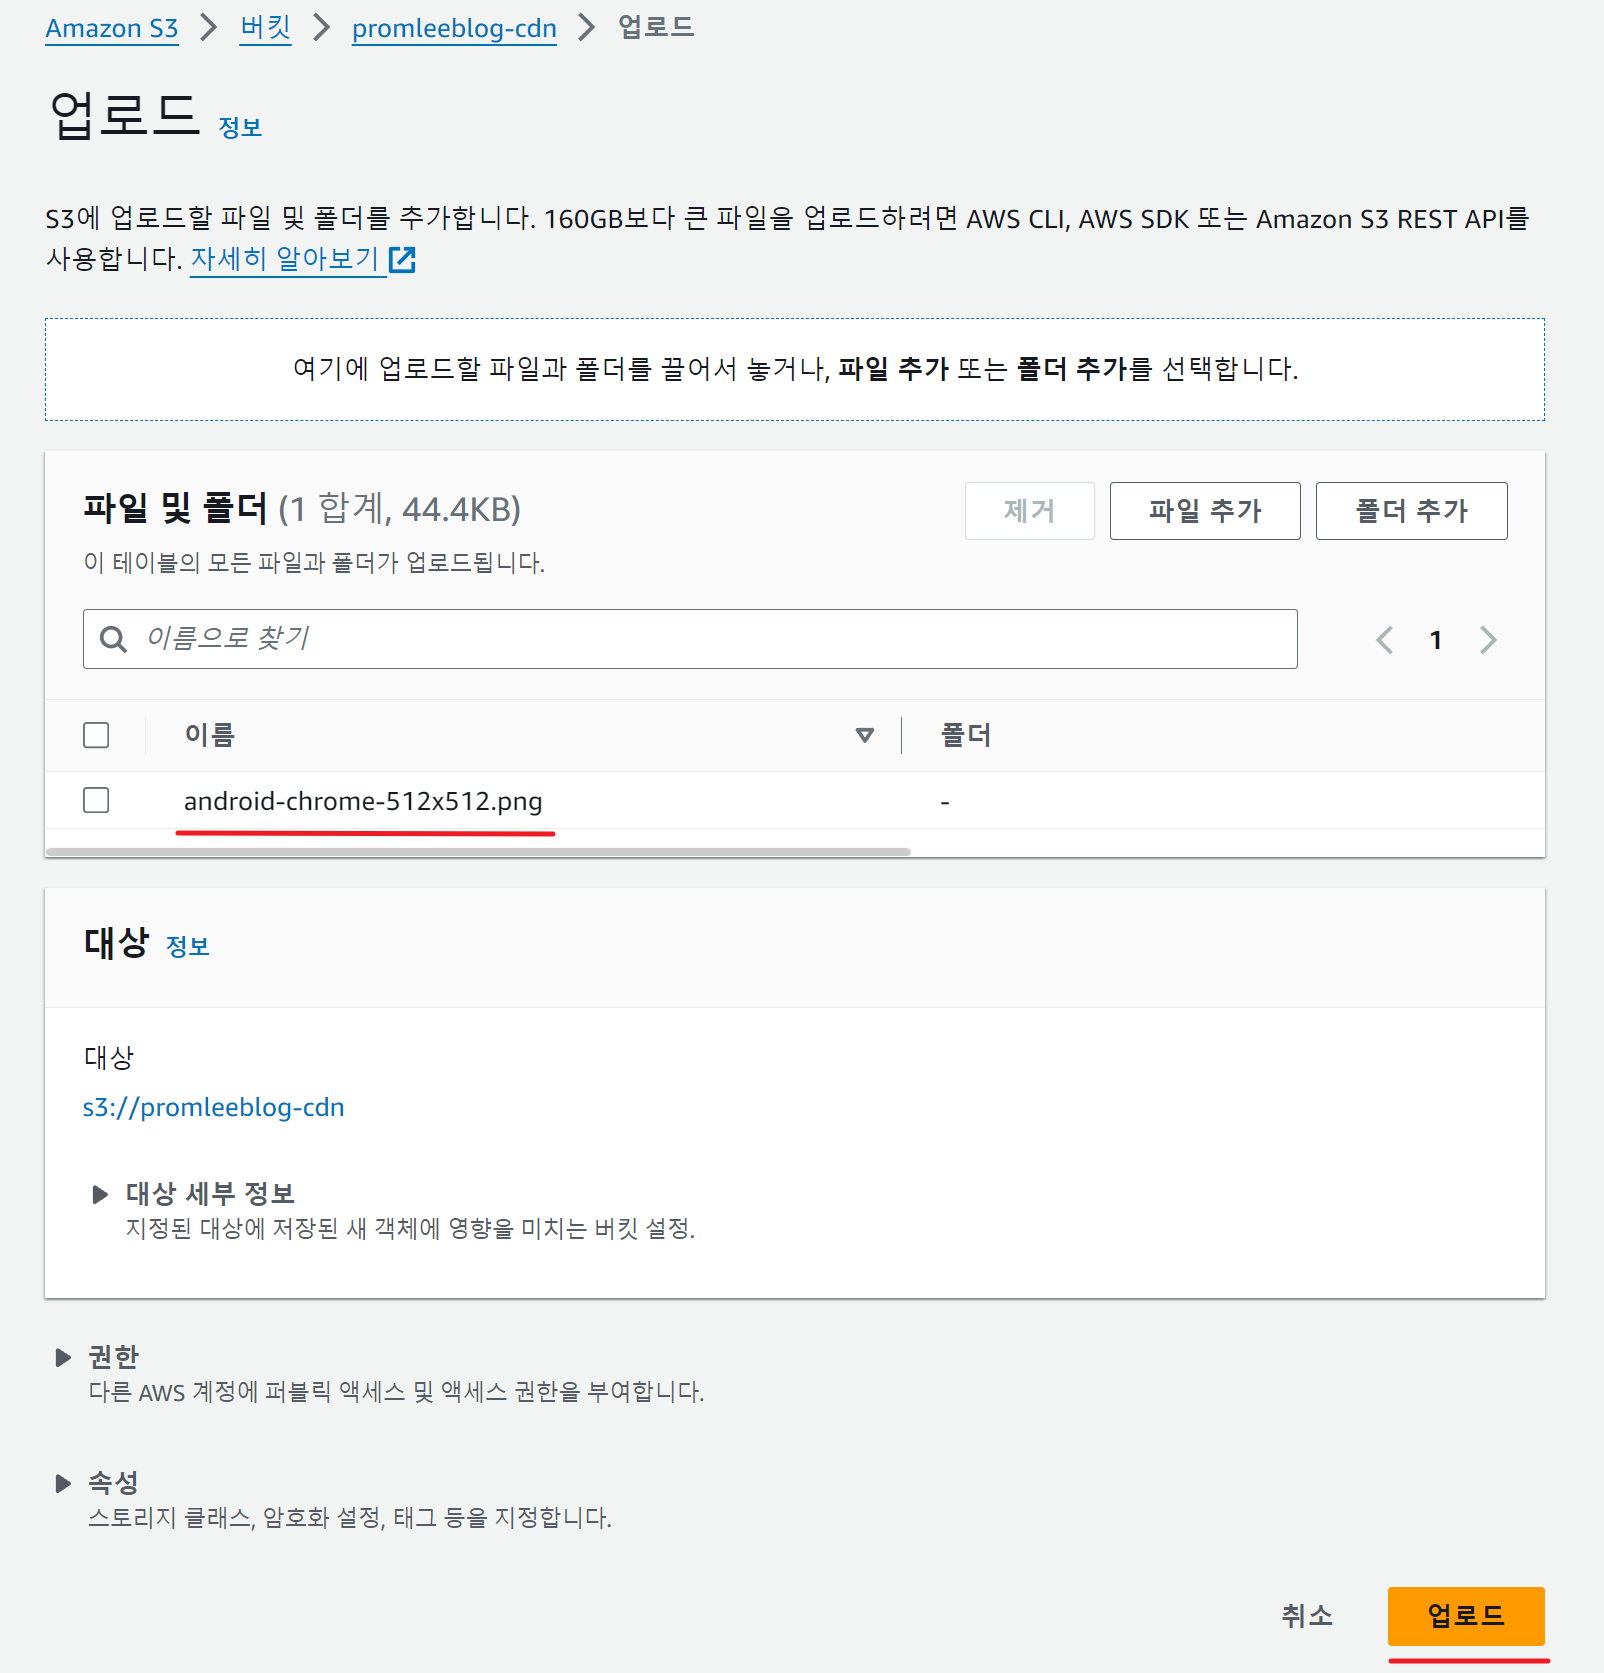 Amazon S3 > 버킷 > promleeblog-cdn > 업로드
업로드 정보
S3에 업로드할 파일 및 폴더를 추가합니다. 160GB보다 큰 파일을 업로드하려면 AWS CLI, AWS SDK 또는 Amazon S3 REST API를
사용합니다. 자세히 알아보기
여기에 업로드할 파일과 폴더를 끌어서 놓거나, 파일 추가 또는 폴더 추가를 선택합니다.
파일 및 폴더 (1 합계, 44.4KB) 제거 파일 추가 폴더 추가
이 테이블의 모든 파일과 폴더가 업로드됩니다.
이름으로 찾기 1
이름 폴더
android-chrome-512x512.png -
대상 정보
대상
s3://promleeblog-cdn
대상 세부 정보
지정된 대상에 저장된 새 객체에 영향을 미치는 버킷 설정.
권한
다른 AWS 계정에 퍼블릭 액세스 및 액세스 권한을 부여합니다.
속성
스토리지 클래스, 암호화 설정, 태그 등을 지정합니다.
취소 업로드